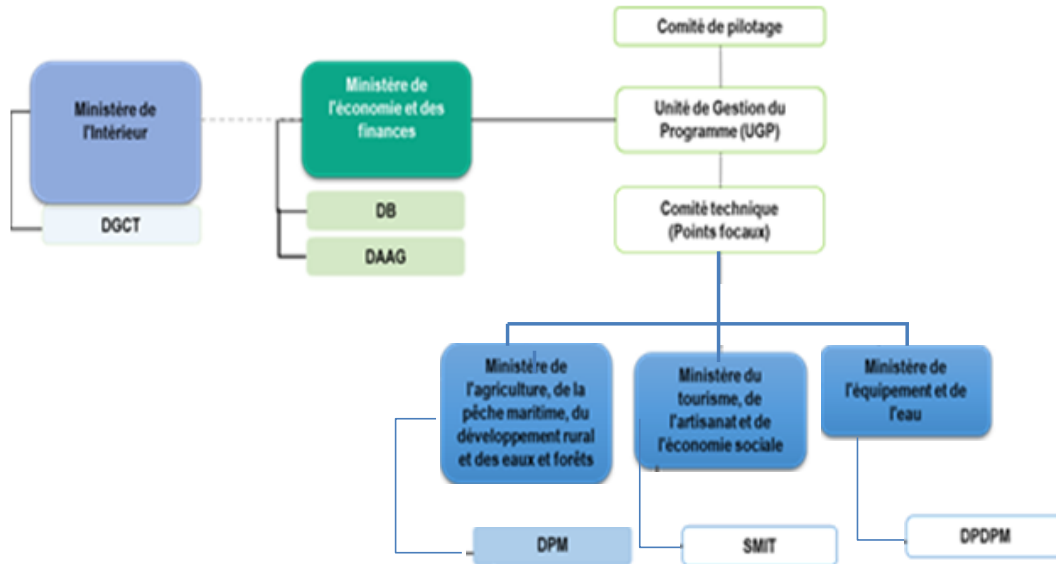 Comité de pilotage
Ministère de
l'Intérieur
DGCT
Ministère de
l'économie et des
finances
DB
DAAG
Unité de Gestion du
Programme (UGP)
Comité technique
(Points focaux)
Ministère de
l'agriculture, de la
pêche maritime, du
développement rural
et des eaux et forêts
DPM
Ministère du
tourisme, de
l'artisanat et de
l'économie sociale
SMIT
Ministère de
l'équipement et de
l'eau
DPDPM